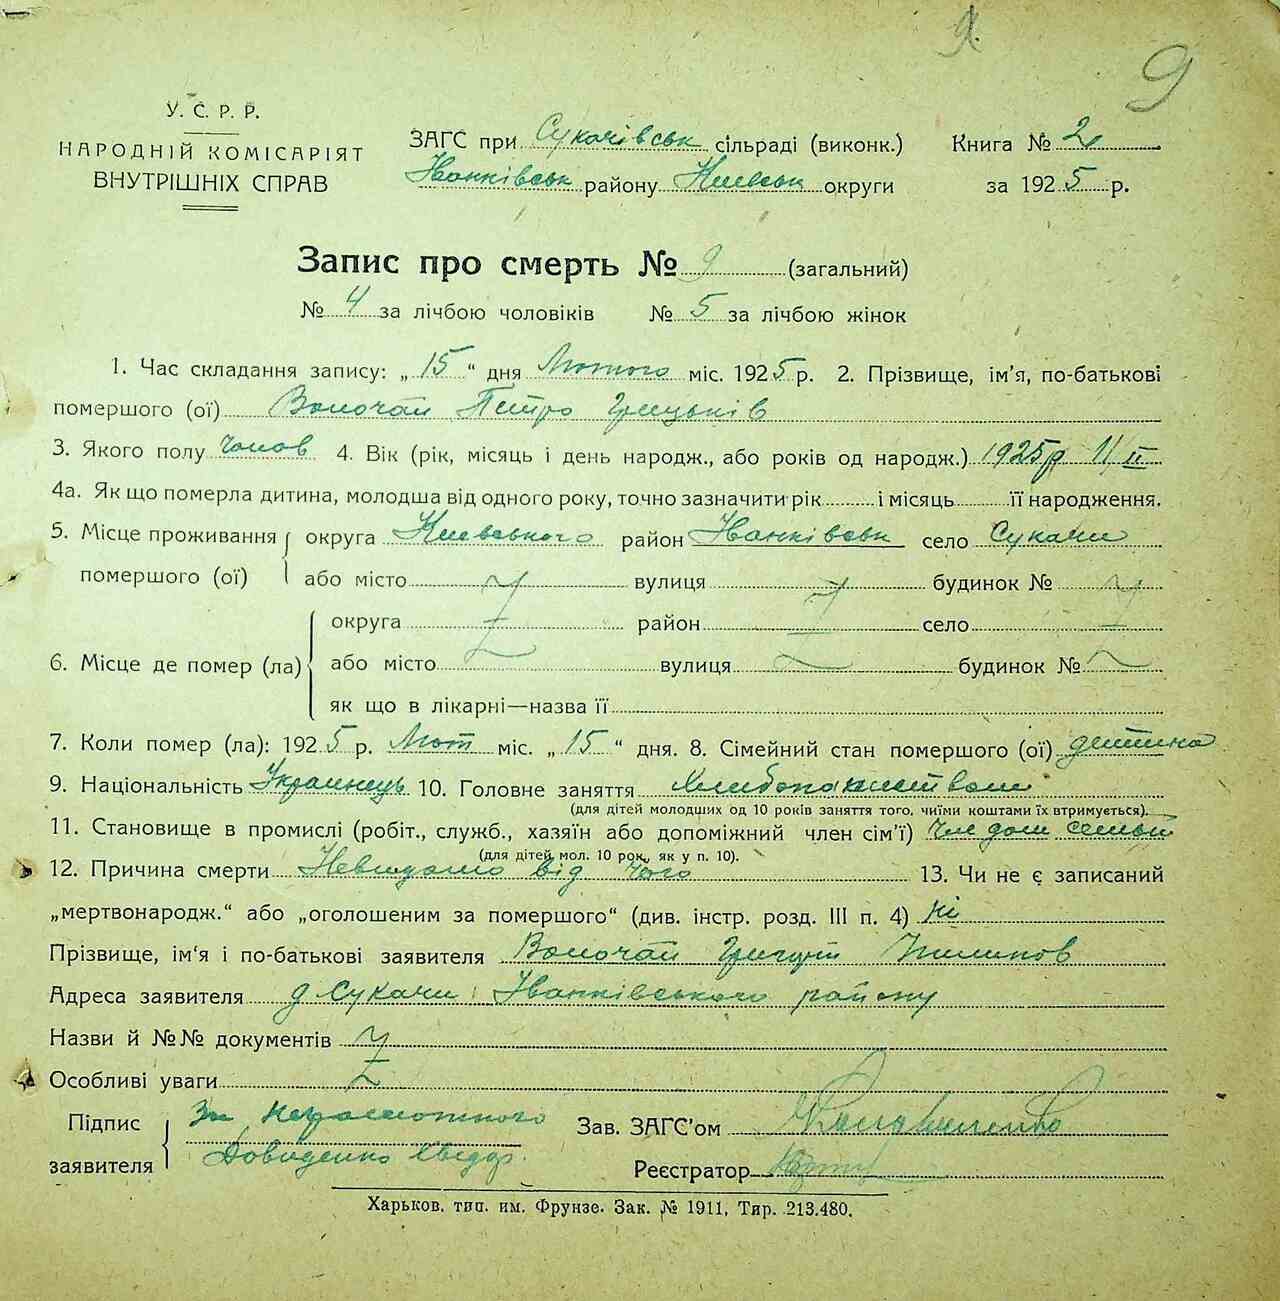 9
У. С. Р. Р.
НАРОДНІЙ КОМІСАРІЯТ
ВНУТРІШНІХ СПРАВ
ЗАГС при Сукачівськ сільраді (виконк.)
Іванківськ району Київськ округи
Книга № 2
за 1925 р.
Запис про смерть № 9 (загальний)
№ 4 за лічбою чоловіків № 5 за лічбою жінок
1. Час складання запису: „15“ дня Лютого міс. 1925 р. 2. Прізвище, ім'я, по-батькові
помершого (ої) Волочай Петро Грицьків
3. Якого полу чолов 4. Вік (рік, місяць і день народж., або років од народж.) 1925р 11/II
4а. Як що померла дитина, молодша від одного року, точно зазначити рік і місяць її народження.
5. Місце проживання округа Киевського район Іванківськ село Сукачи
помершого (ої) або місто вулиця будинок №
округа район село
6. Місце де помер (ла) або місто вулиця будинок №
як що в лікарні—назва її
7. Коли помер (ла): 1925 р. Лют міс. „15“ дня. 8. Сімейний стан помершого (ої) дитина
9. Національність Украинець 10. Головне заняття
(для дітей молодших од 10 років заняття того, чиїми коштами їх втримується).
11. Становище в промислі (робіт., служб., хазяїн або допоміжний член сім'ї) Чле доп семьи
(для дітей мол. 10 рок., як у п. 10).
12. Причина смерти Невидомо від чого 13. Чи не є записаний
„мертвонародж.“ або „оголошеним за помершого“ (див. інстр. розд. III п. 4) Ні
Прізвище, ім'я і по-батькові заявителя Волочай Григорій
Адреса заявителя д. Сукачи Іванківського району
Назви й №№ документів
Особливі уваги
Підпис За неграмотного
заявителя Довиденко
Зав. ЗАГС'ом
Реєстратор
Харьков. тип. им. Фрунзе. Зак. № 1911, Тир. 213.480.